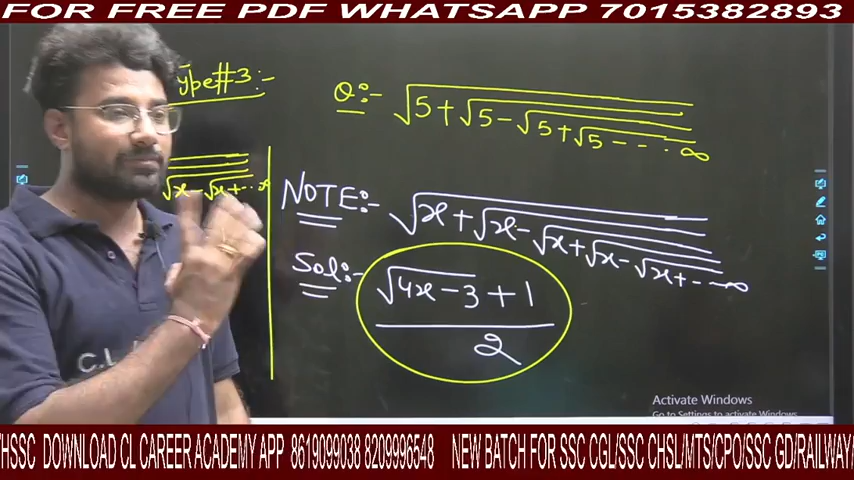 FOR FREE PDF WHATSAPP 7015382893
ype#3:-
Q:- √5+√5-√5+√5--..∞
√x-√x+..∞
NOTE:- √x+√x-√x+√x-√x+--∞
Sol:- √4x-3+1
2
C.L
Activate Windows
Go to Settings to activate Windows.
/HSSC DOWNLOAD CL CAREER ACADEMY APP 8619099038 8209996548 NEW BATCH FOR SSC CGL/SSC CHSL/MTS/CPO/SSC GD/RAILWAY/